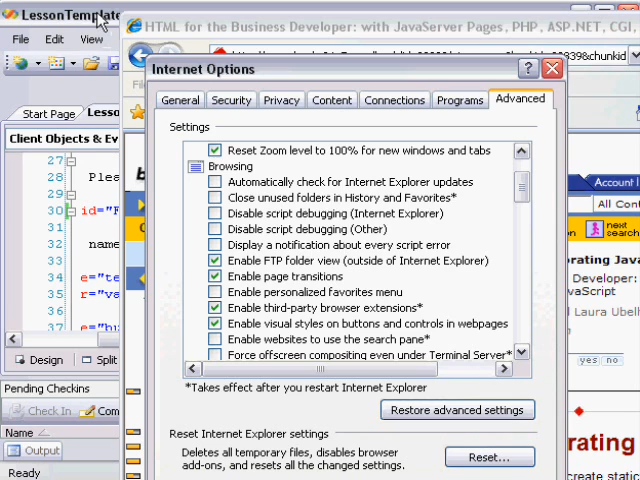 LessonTemplate
File Edit View
Start Page Lesso
Client Objects & Ev
27
28 Plea
29
30 id="F
31
32 name
33
34 e="te
35 r="va
36
37 e="bu
Design Split
Pending Checkins
Check In Com
Name
Output
Ready
HTML for the Business Developer: with JavaServer Pages, PHP, ASP.NET, CGI,
39&chunkid
Internet Options
General Security Privacy Content Connections Programs Advanced
Settings
Reset Zoom level to 100% for new windows and tabs
Browsing
Automatically check for Internet Explorer updates
Close unused folders in History and Favorites*
Disable script debugging (Internet Explorer)
Disable script debugging (Other)
Display a notification about every script error
Enable FTP folder view (outside of Internet Explorer)
Enable page transitions
Enable personalized favorites menu
Enable third-party browser extensions*
Enable visual styles on buttons and controls in webpages
Enable websites to use the search pane*
Force offscreen compositing even under Terminal Server*
*Takes effect after you restart Internet Explorer
Restore advanced settings
Reset Internet Explorer settings
Deletes all temporary files, disables browser
add-ons, and resets all the changed settings.
Reset...
Account I
All Cont
next
search
rating Java
Developer:
vaScript
Laura Ubelh
yes no
rating
create static